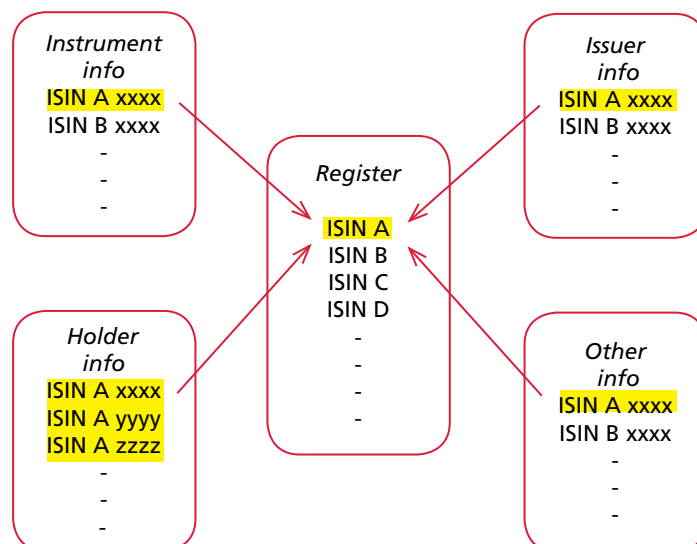 Instrument
info
ISIN A xxxx
ISIN B xxxx
-
-
-
Issuer
info
ISIN A xxxx
ISIN B xxxx
-
-
-
Register
ISIN A
ISIN B
ISIN C
ISIN D
-
-
-
-
Holder
info
ISIN A xxxx
ISIN A yyyy
ISIN A zzzz
-
-
-
Other
info
ISIN A xxxx
ISIN B xxxx
-
-
-